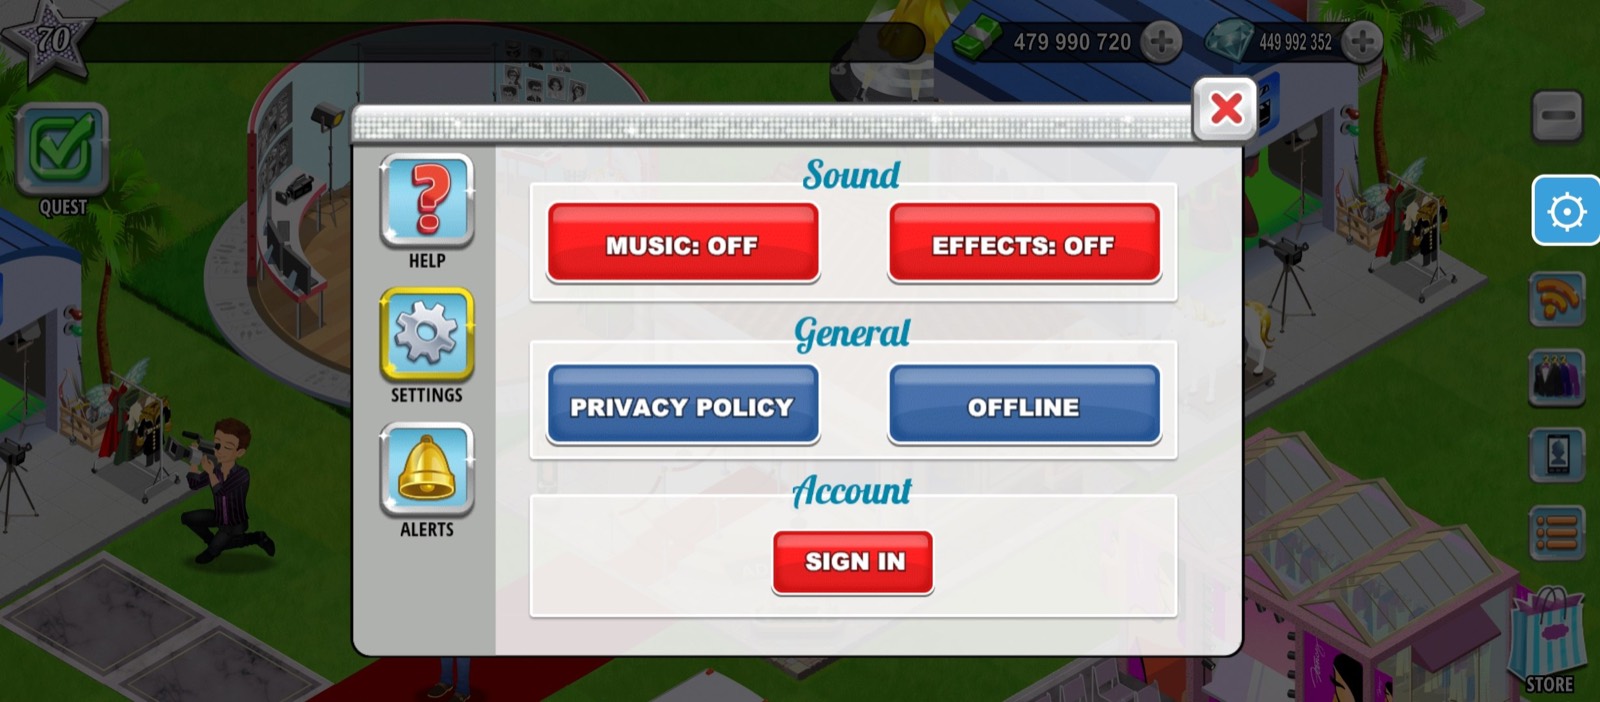 70
479 990 720
449 992 352
QUEST
HELP
SETTINGS
ALERTS
Sound
MUSIC: OFF
EFFECTS: OFF
General
PRIVACY POLICY
OFFLINE
Account
SIGN IN
???
STORE